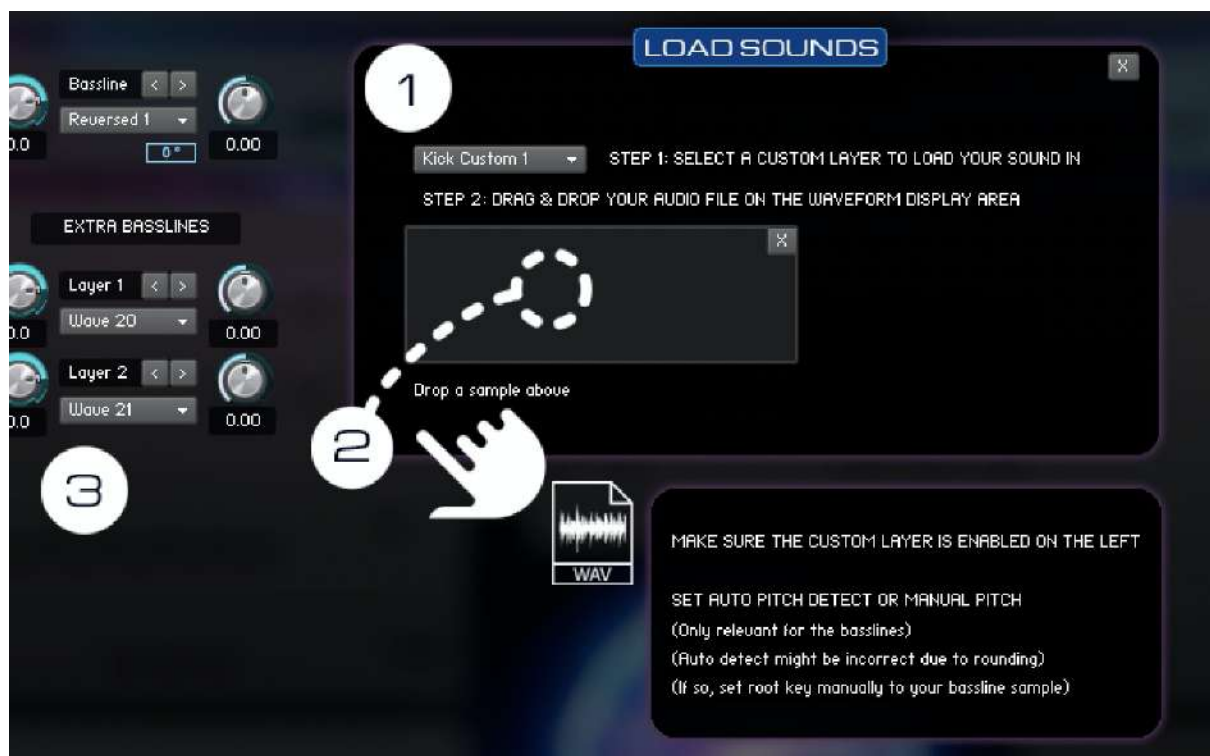 LOAD SOUNDS
X
1
Bassline < >
Reversed 1
0°
0.00
Kick Custom 1
STEP 1: SELECT A CUSTOM LAYER TO LOAD YOUR SOUND IN
STEP 2: DRAG & DROP YOUR AUDIO FILE ON THE WAVEFORM DISPLAY AREA
X
EXTRA BASSLINES
Layer 1 < >
Wave 20
0.00
Layer 2 < >
Wave 21
0.00
Drop a sample above
2
3
WAV
MAKE SURE THE CUSTOM LAYER IS ENABLED ON THE LEFT
SET AUTO PITCH DETECT OR MANUAL PITCH
(Only relevant for the basslines)
(Auto detect might be incorrect due to rounding)
(If so, set root key manually to your bassline sample)